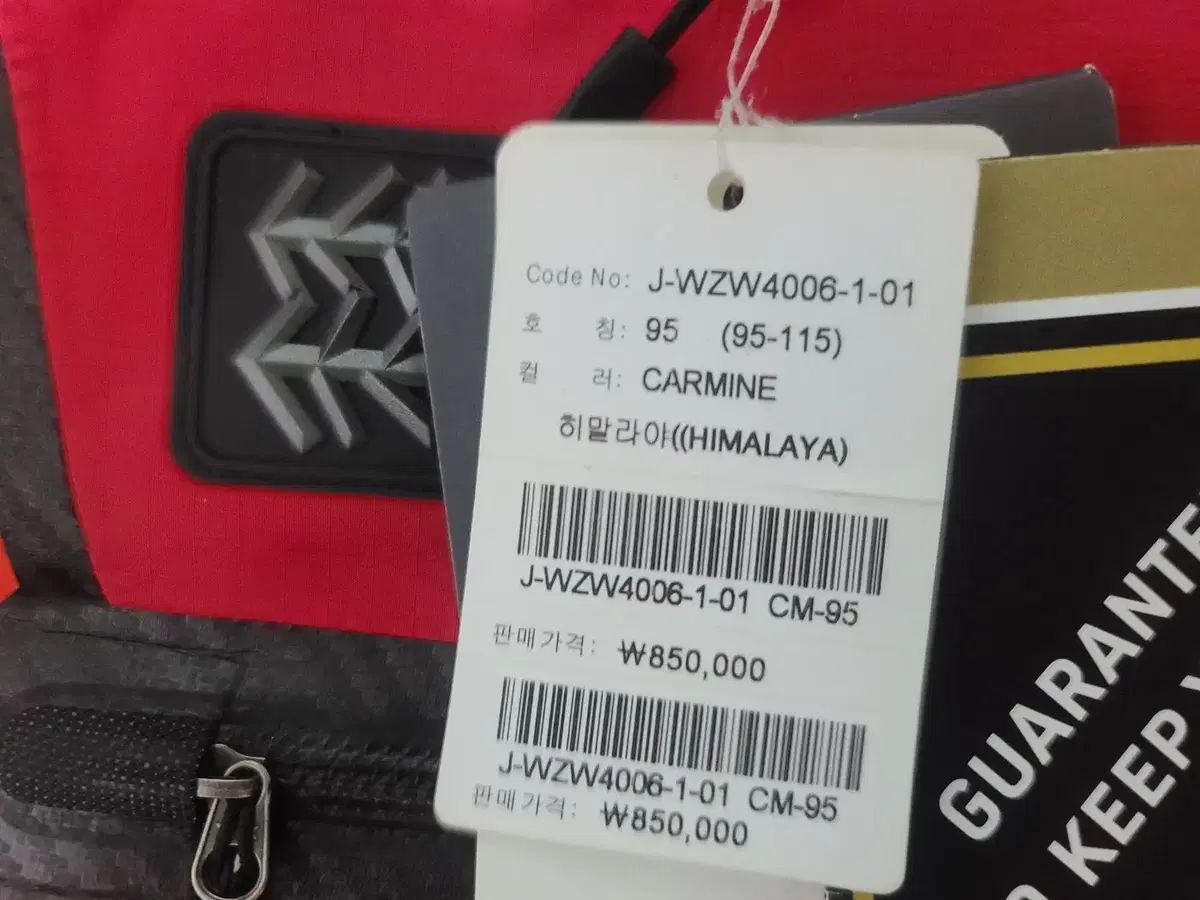 Code No: J-WZW4006-1-01
호 칭: 95 (95-115)
컬 러: CARMINE
히말라야((HIMALAYA)
J-WZW4006-1-01 CM-95
판매가격: ₩850,000
J-WZW4006-1-01 CM-95
판매가격: ₩850,000
GUARANTE
KEEP